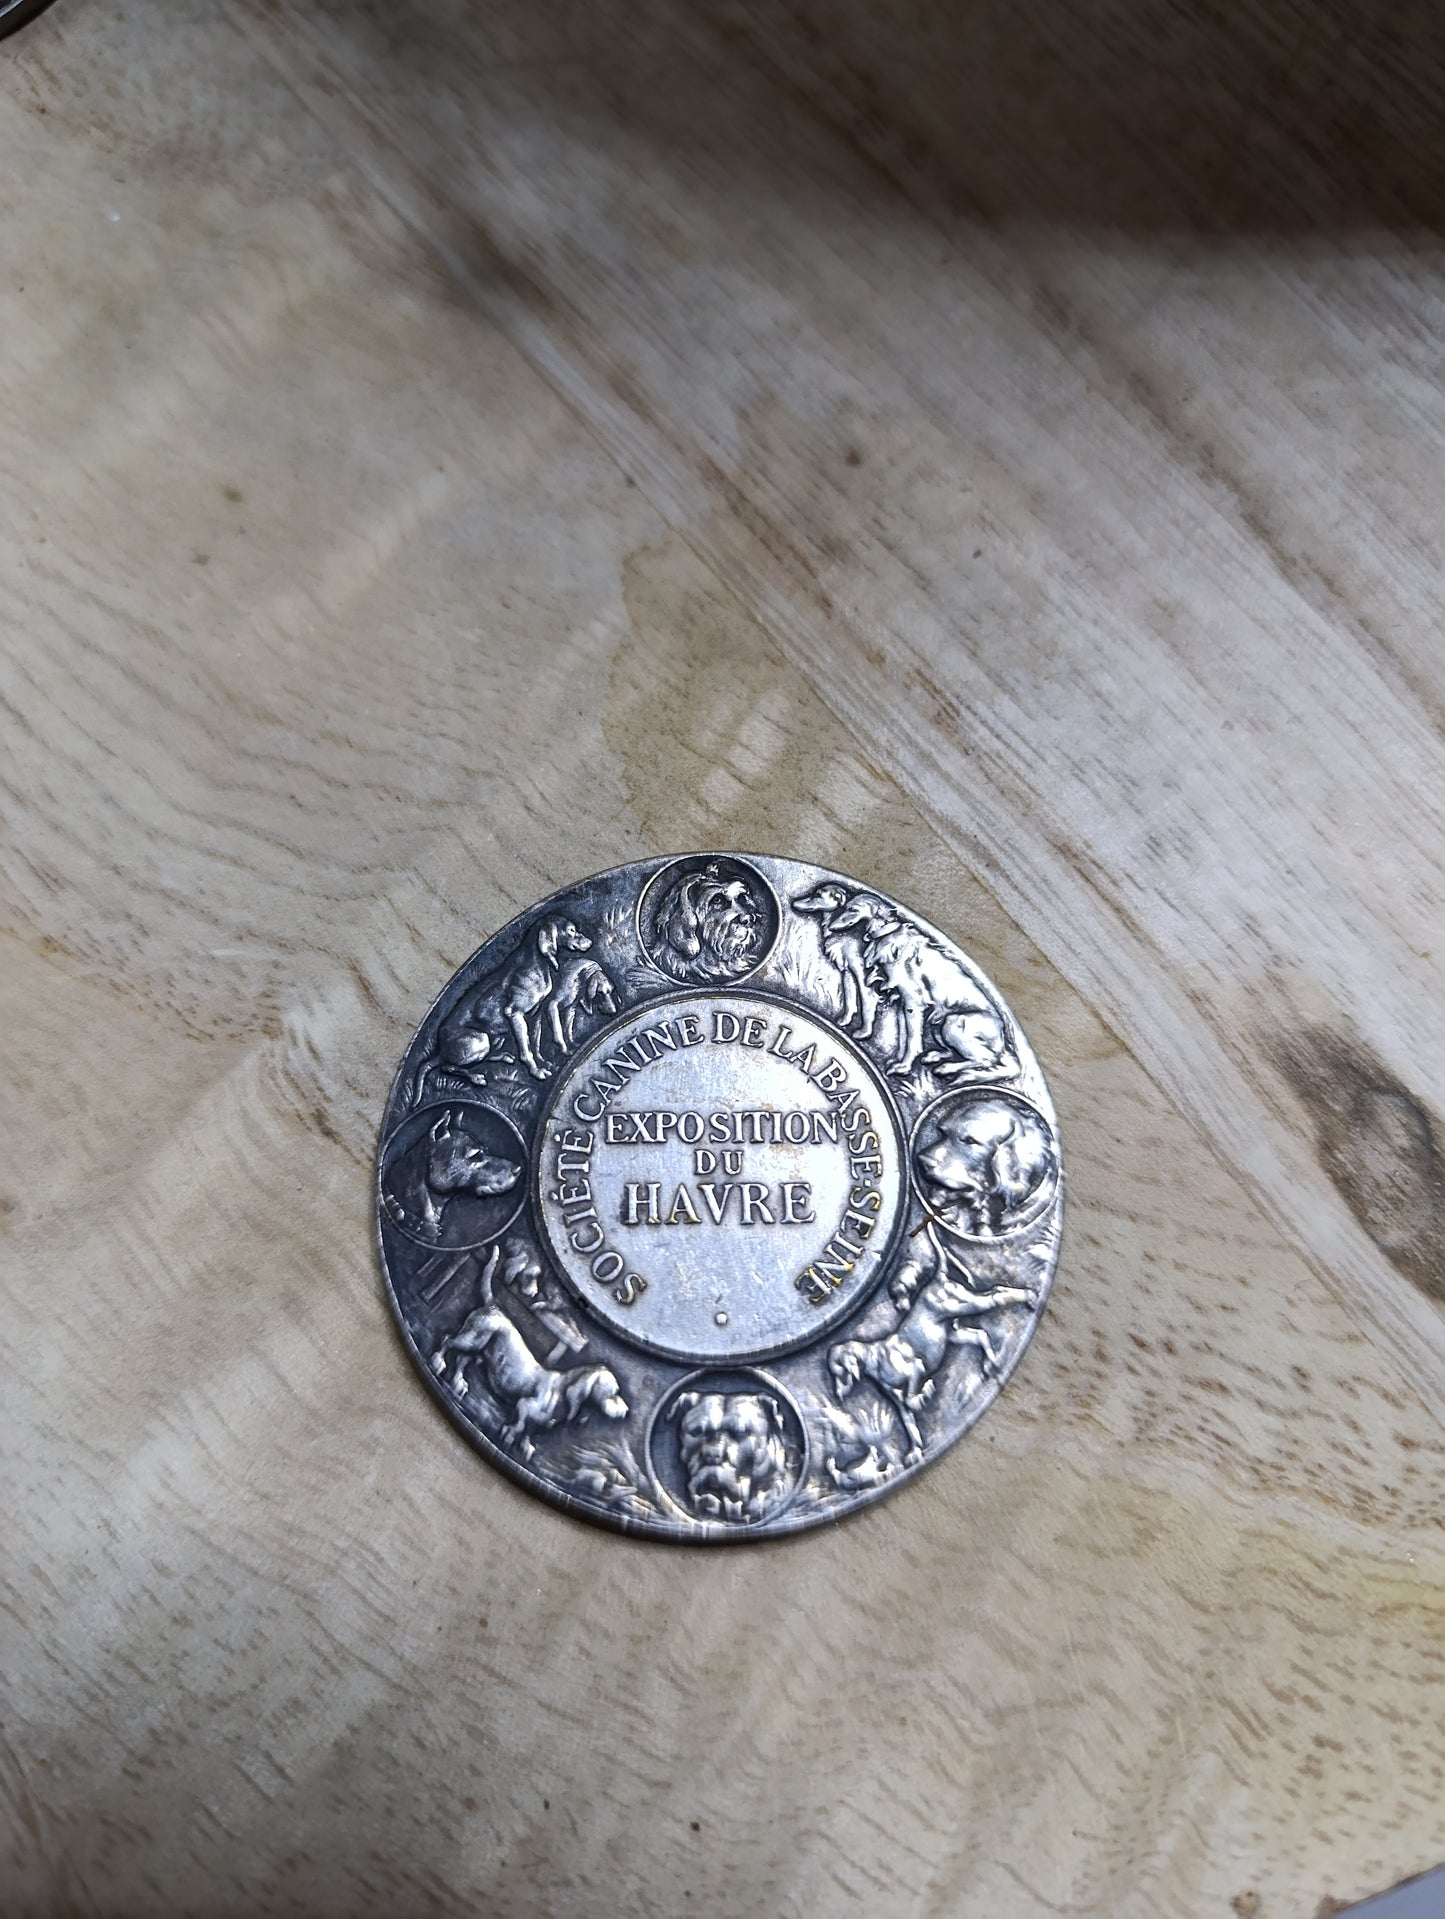 SOCIÉTÉ CANINE DE LA BASSE-SEINE
EXPOSITION
DU
HAVRE